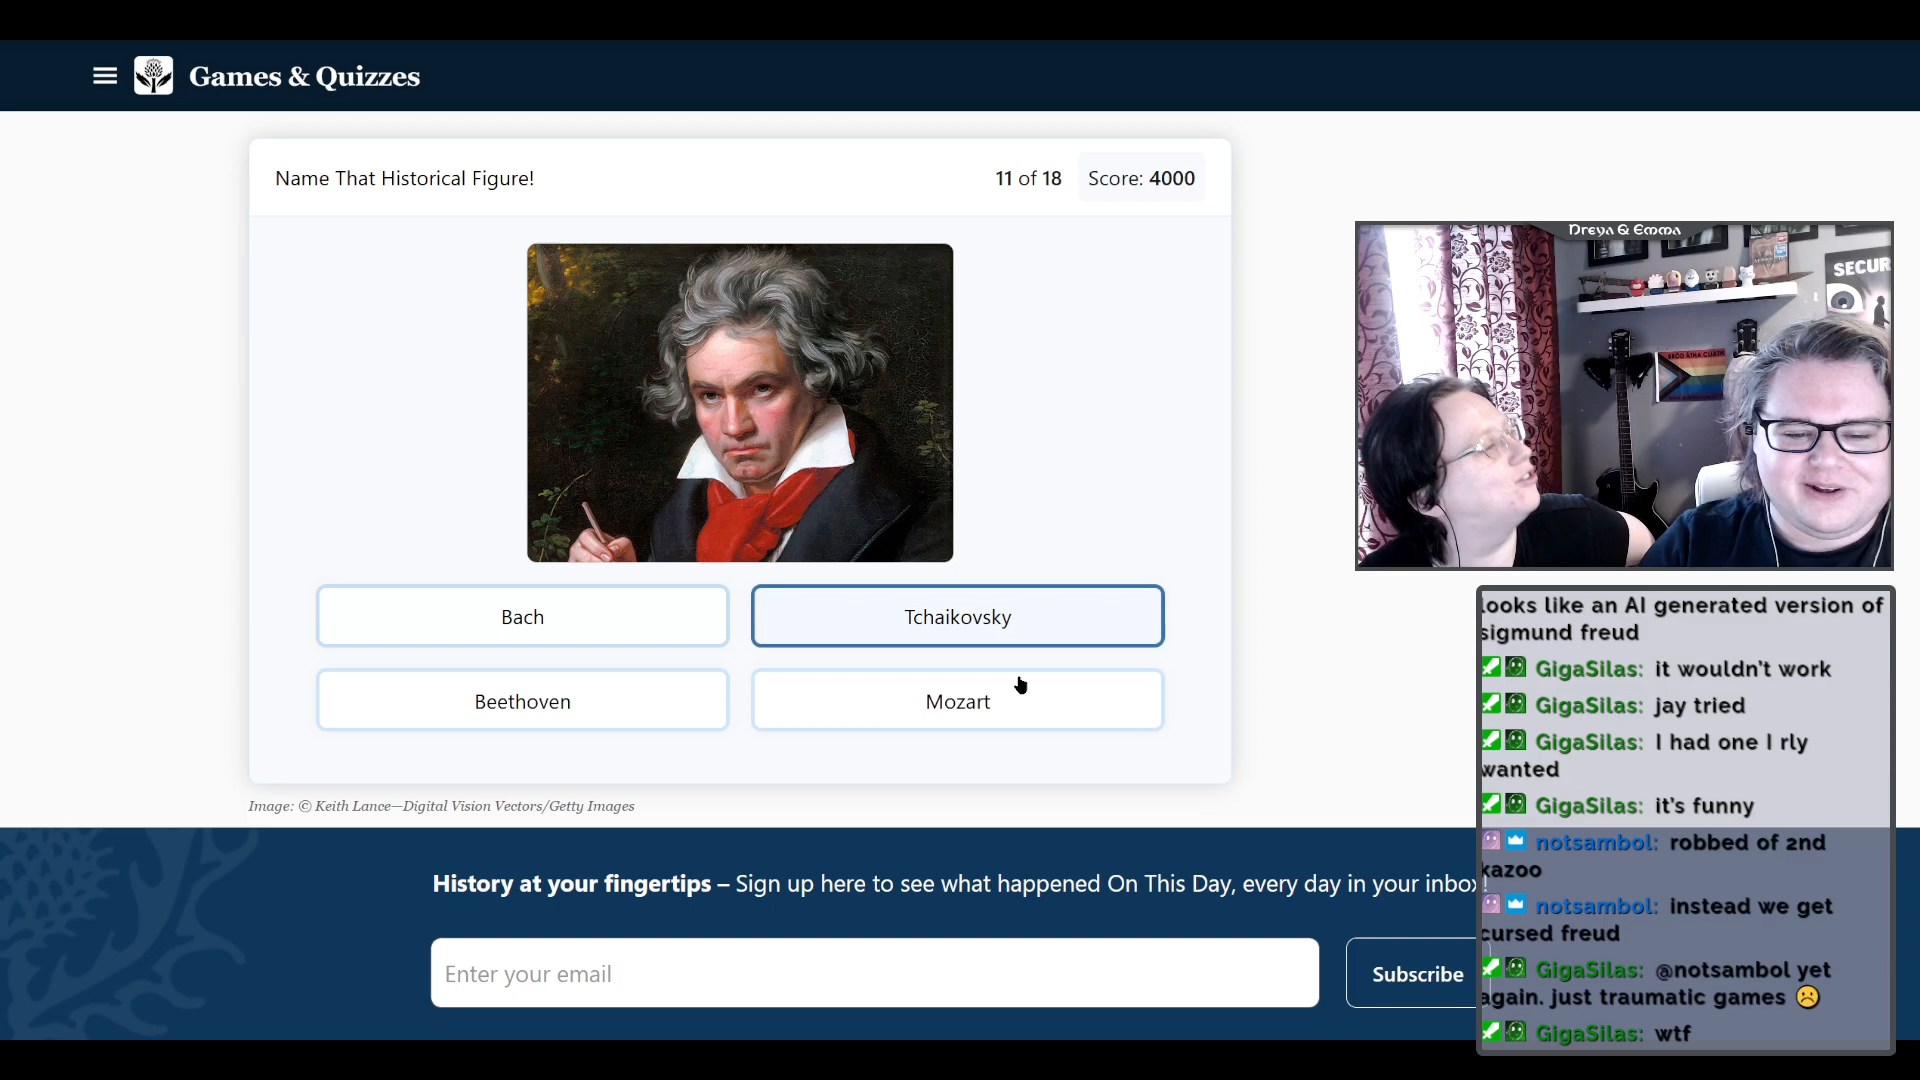 Games & Quizzes
Name That Historical Figure!
11 of 18
Score: 4000
Bach
Tchaikovsky
Beethoven
Mozart
Image: © Keith Lance—Digital Vision Vectors/Getty Images
History at your fingertips – Sign up here to see what happened On This Day, every day in your inbox!
Enter your email
Subscribe
Dreya & Emma
SECUR
BRÓD ÁTHA CLIATH
looks like an AI generated version of
sigmund freud
GigaSilas: it wouldn't work
GigaSilas: jay tried
GigaSilas: I had one I rly
wanted
GigaSilas: it's funny
notsambol: robbed of 2nd
kazoo
notsambol: instead we get
cursed freud
GigaSilas: @notsambol yet
again. just traumatic games ☹️
GigaSilas: wtf